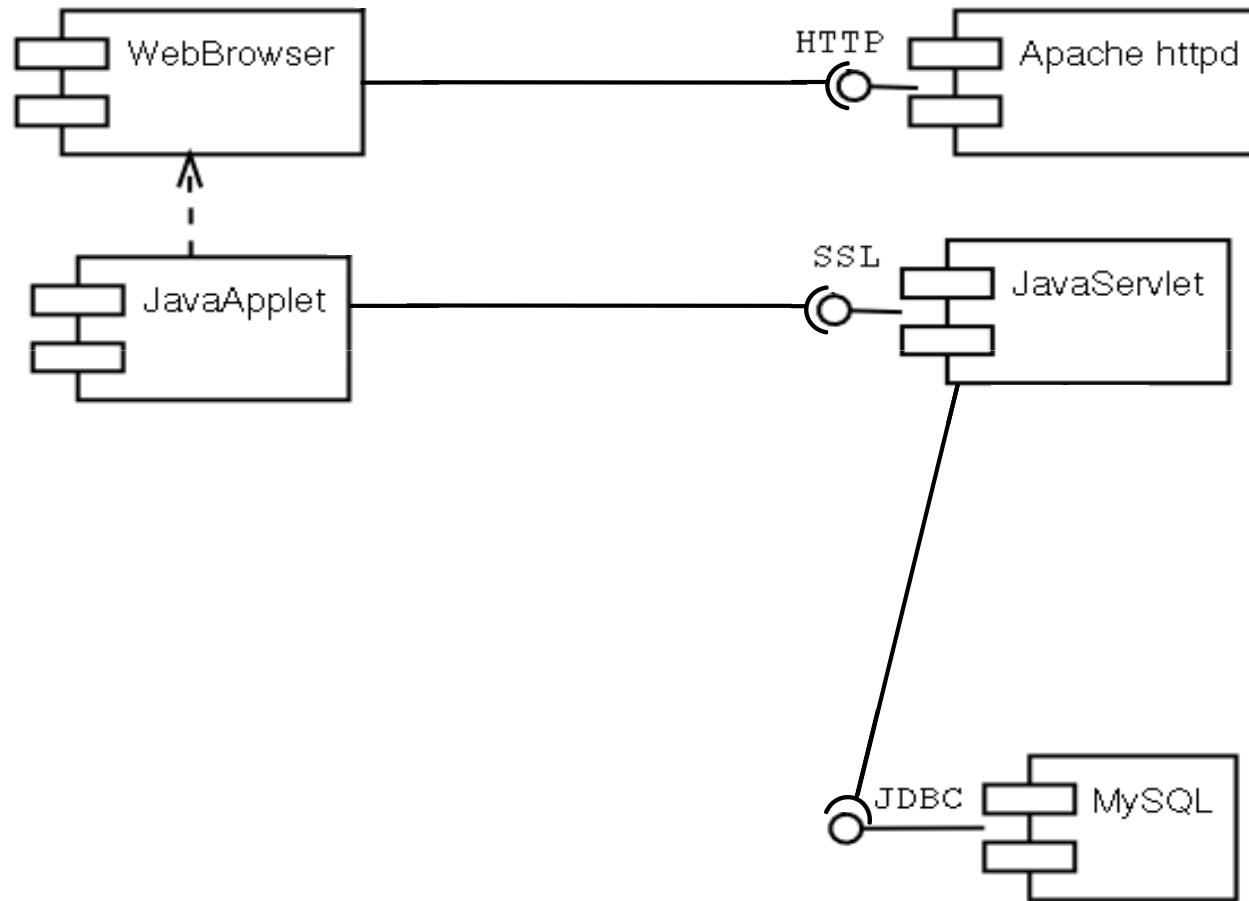 WebBrowser
HTTP
Apache httpd
JavaApplet
SSL
JavaServlet
JDBC
MySQL